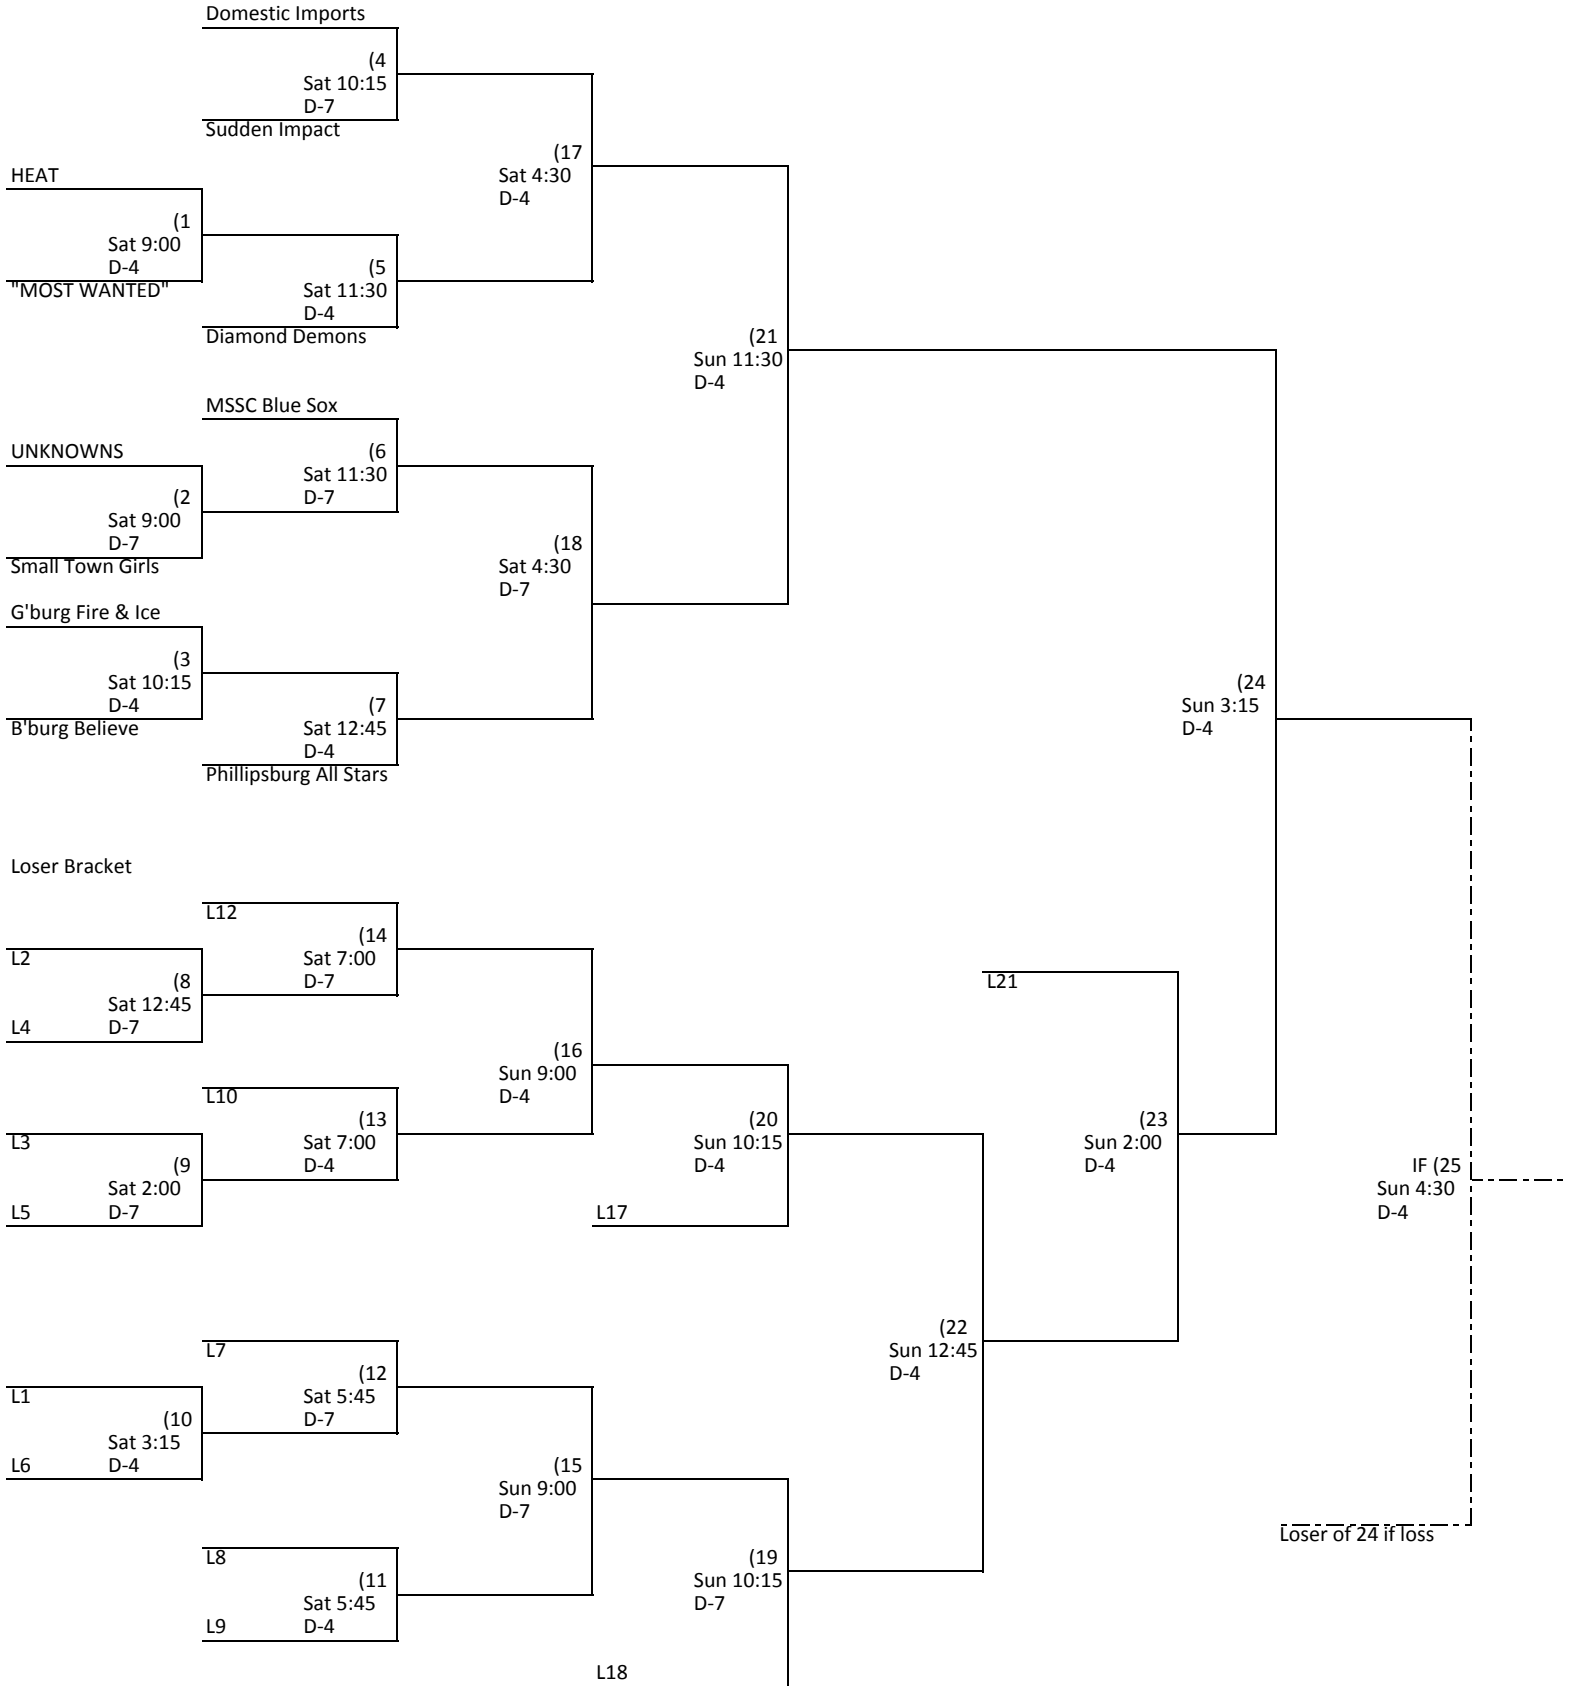 Domestic Imports
(4
Sat 10:15
D-7
Sudden Impact
(17
Sat 4:30
D-4
HEAT
(1
Sat 9:00
D-4
"MOST WANTED"
(5
Sat 11:30
D-4
Diamond Demons
(21
Sun 11:30
D-4
MSSC Blue Sox
UNKNOWNS
(6
Sat 11:30
D-7
(2
Sat 9:00
D-7
Small Town Girls
(18
Sat 4:30
D-7
G'burg Fire & Ice
(3
Sat 10:15
D-4
B'burg Believe
(7
Sat 12:45
D-4
Phillipsburg All Stars
(24
Sun 3:15
D-4
Loser Bracket
L12
(14
Sat 7:00
D-7
L2
(8
Sat 12:45
D-7
L4
L21
(16
Sun 9:00
D-4
L10
(13
Sat 7:00
D-4
L3
(9
Sat 2:00
D-7
L5
(20
Sun 10:15
D-4
L17
(23
Sun 2:00
D-4
IF (25
Sun 4:30
D-4
L7
(12
Sat 5:45
D-7
L1
(10
Sat 3:15
D-4
L6
(22
Sun 12:45
D-4
(15
Sun 9:00
D-7
Loser of 24 if loss
L8
(11
Sat 5:45
D-4
L9
(19
Sun 10:15
D-7
L18